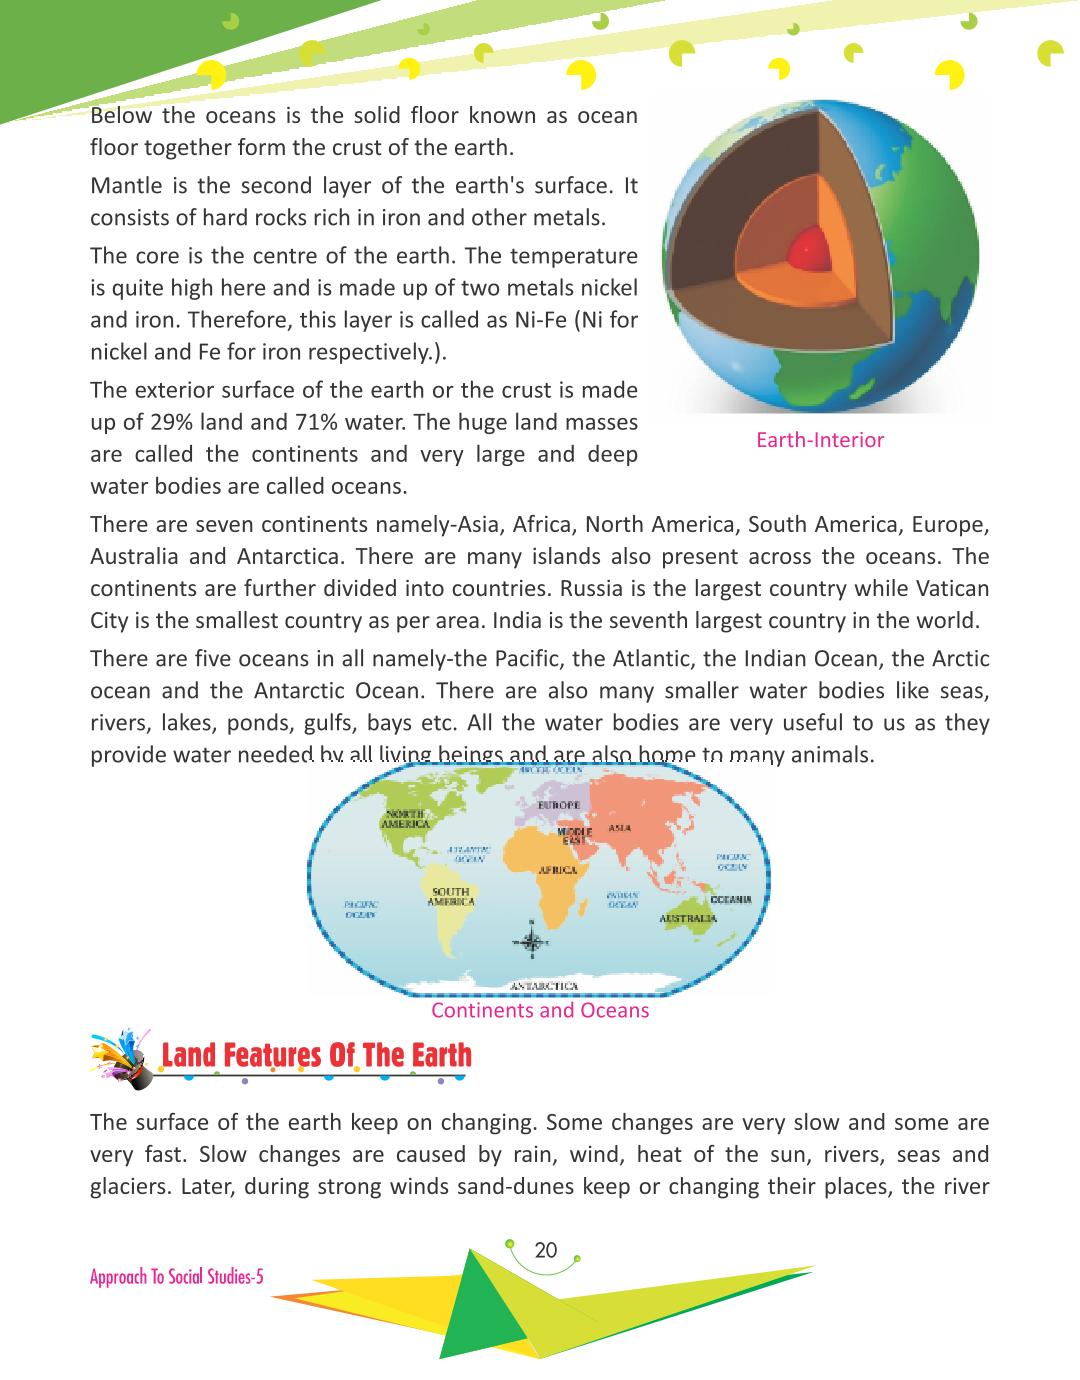 Below the oceans is the solid floor known as ocean
floor together form the crust of the earth.
Mantle is the second layer of the earth's surface. It
consists of hard rocks rich in iron and other metals.
The core is the centre of the earth. The temperature
is quite high here and is made up of two metals nickel
and iron. Therefore, this layer is called as Ni-Fe (Ni for
nickel and Fe for iron respectively.).
The exterior surface of the earth or the crust is made
up of 29% land and 71% water. The huge land masses
are called the continents and very large and deep
water bodies are called oceans.
Earth-Interior
There are seven continents namely-Asia, Africa, North America, South America, Europe,
Australia and Antarctica. There are many islands also present across the oceans. The
continents are further divided into countries. Russia is the largest country while Vatican
City is the smallest country as per area. India is the seventh largest country in the world.
There are five oceans in all namely-the Pacific, the Atlantic, the Indian Ocean, the Arctic
ocean and the Antarctic Ocean. There are also many smaller water bodies like seas,
rivers, lakes, ponds, gulfs, bays etc. All the water bodies are very useful to us as they
provide water needed by all living beings and are also home to many animals.
ARCTIC OCEAN
NORTH
AMERICA
EUROPE
MIDDLE
EAST
ASIA
ATLANTIC
OCEAN
PACIFIC
OCEAN
AFRICA
SOUTH
AMERICA
INDIAN
OCEAN
OCEANIA
PACIFIC
OCEAN
AUSTRALIA
N
W
E
ANTARCTICA
Continents and Oceans
Land Features Of The Earth
The surface of the earth keep on changing. Some changes are very slow and some are
very fast. Slow changes are caused by rain, wind, heat of the sun, rivers, seas and
glaciers. Later, during strong winds sand-dunes keep or changing their places, the river
20
Approach To Social Studies-5